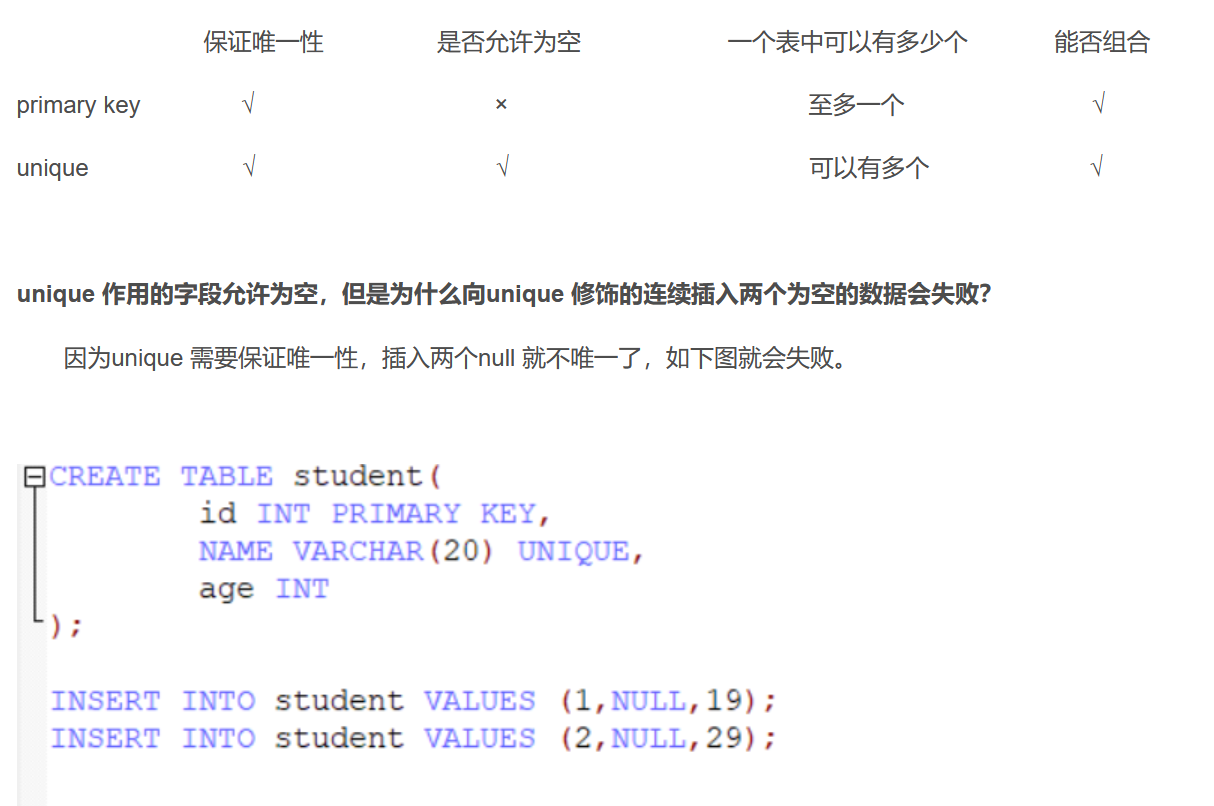 保证唯一性 是否允许为空 一个表中可以有多少个 能否组合
primary key √ × 至多一个 √
unique √ √ 可以有多个 √
unique 作用的字段允许为空，但是为什么向unique 修饰的连续插入两个为空的数据会失败？
因为unique 需要保证唯一性，插入两个null 就不唯一了，如下图就会失败。
CREATE TABLE student(
id INT PRIMARY KEY,
NAME VARCHAR(20) UNIQUE,
age INT
);
INSERT INTO student VALUES (1,NULL,19);
INSERT INTO student VALUES (2,NULL,29);